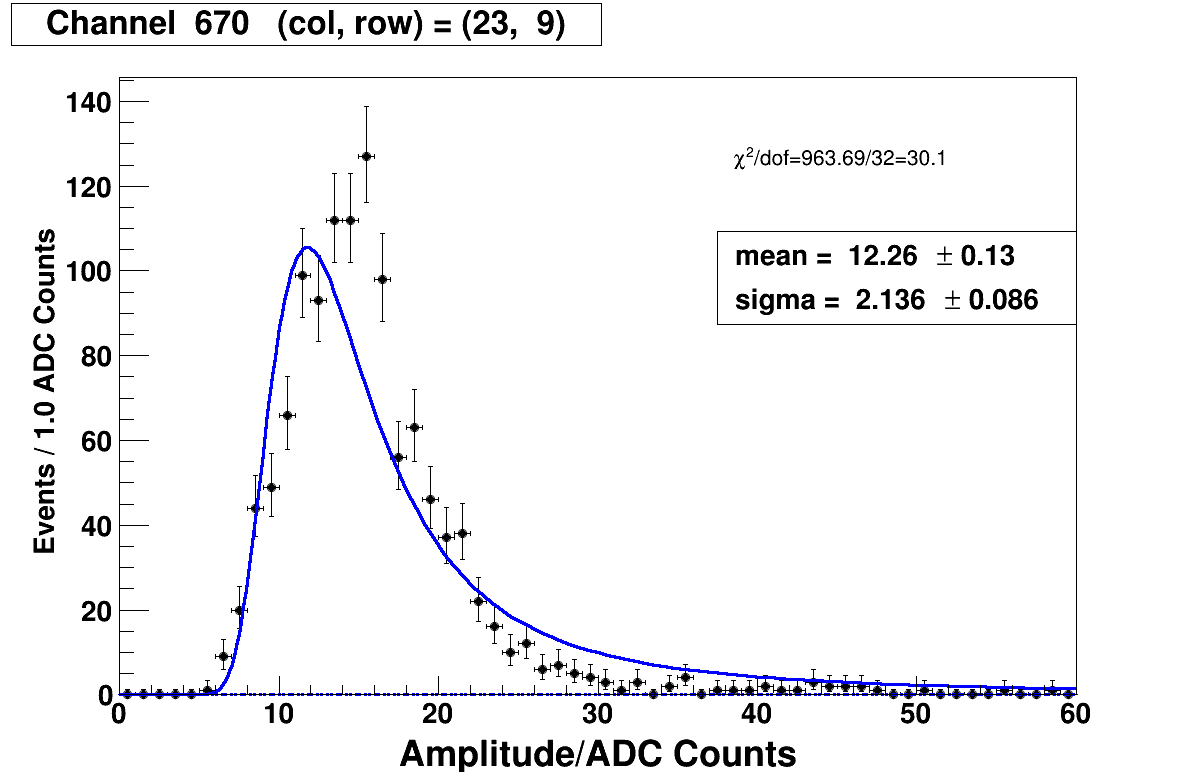 Channel 670 (col, row) = (23, 9)
χ²/dof=963.69/32=30.1
mean = 12.26 ± 0.13
sigma = 2.136 ± 0.086
Events / 1.0 ADC Counts
140
120
100
80
60
40
20
0
0 10 20 30 40 50 60
Amplitude/ADC Counts